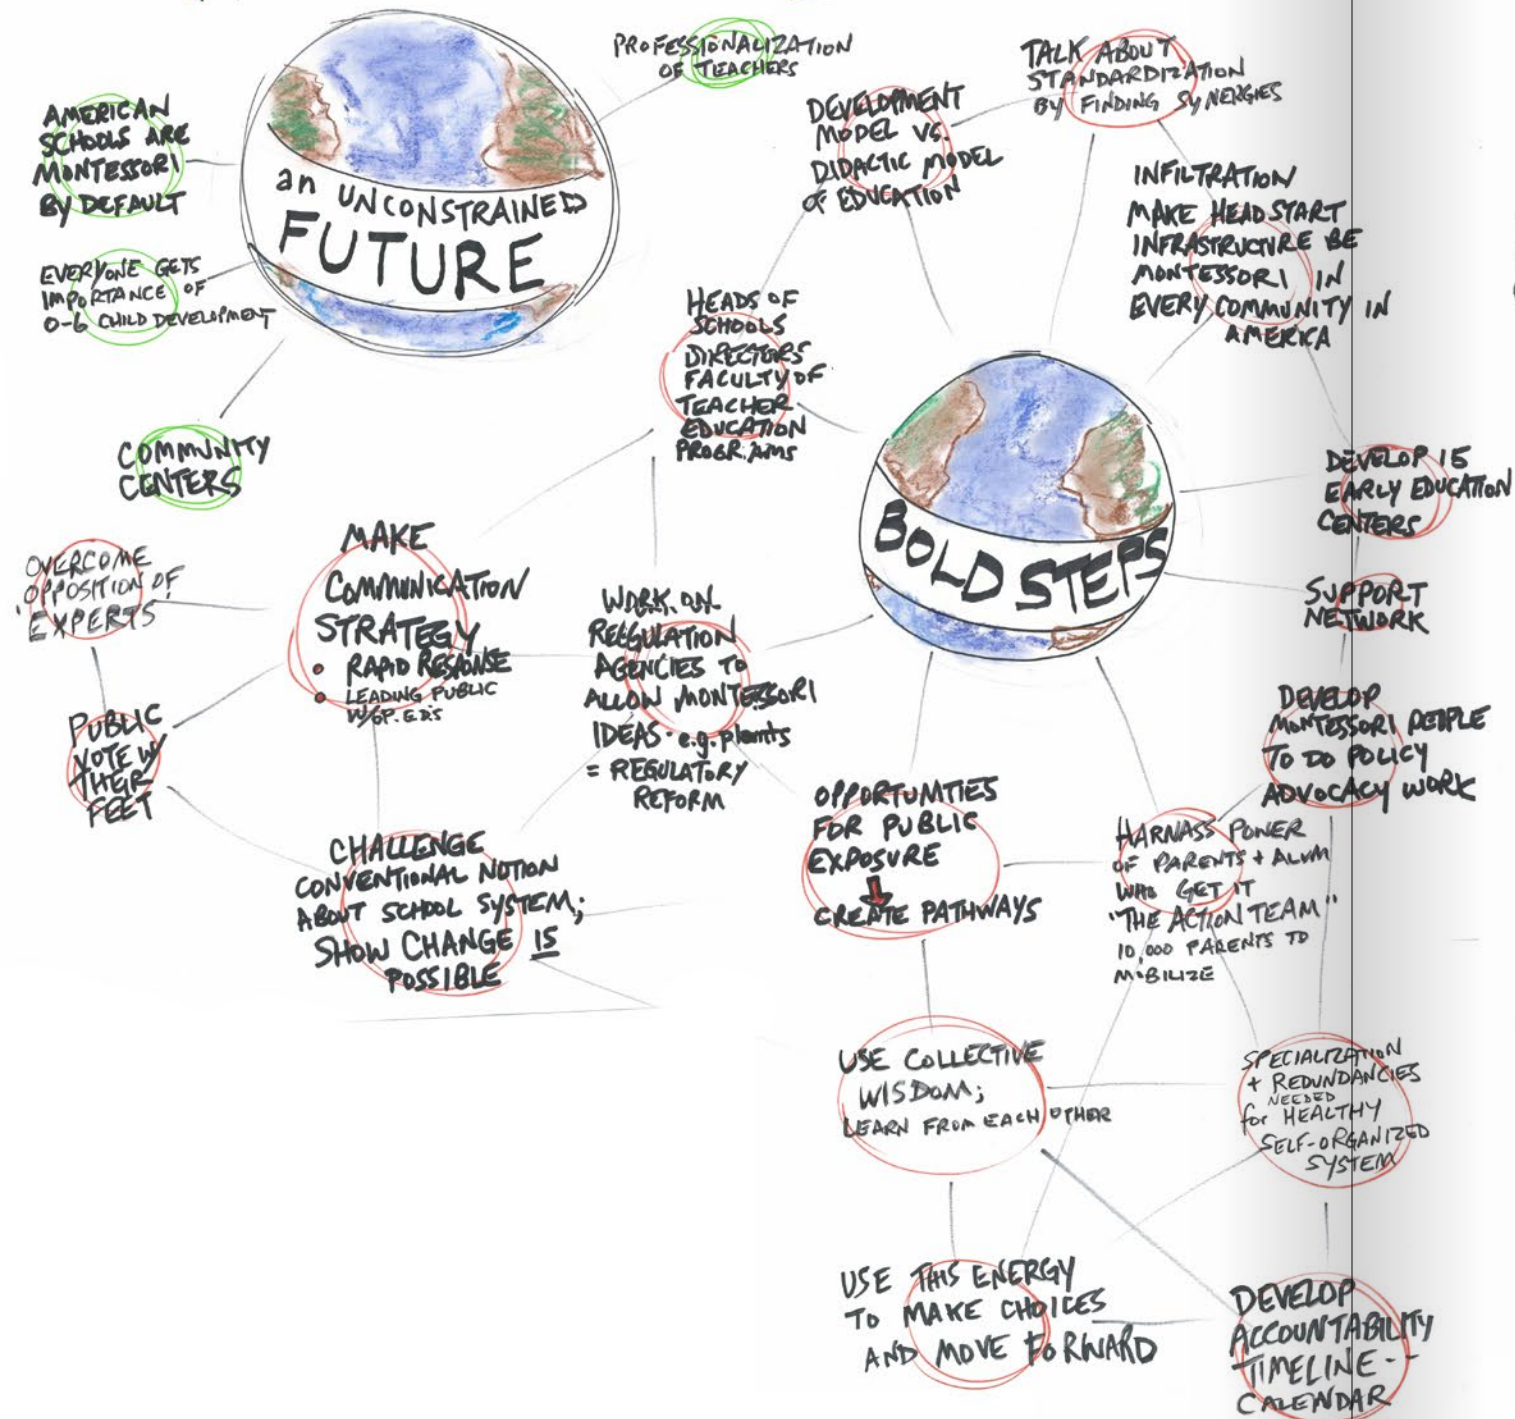 PROFESSIONALIZATION
OF TEACHERS
AMERICAN
SCHOOLS ARE
MONTESSORI
BY DEFAULT
an UNCONSTRAINED
FUTURE
EVERYONE GETS
IMPORTANCE OF
0-6 CHILD DEVELOPMENT
COMMUNITY
CENTERS
TALK ABOUT
STANDARDIZATION
BY FINDING SYNERGIES
DEVELOPMENT
MODEL VS.
DIDACTIC MODEL
OF EDUCATION
INFILTRATION
MAKE HEAD START
INFRASTRUCTURE BE
MONTESSORI IN
EVERY COMMUNITY IN
AMERICA
HEADS OF
SCHOOLS
DIRECTORS
FACULTY OF
TEACHER
EDUCATION
PROGRAMS
BOLD STEPS
DEVELOP 15
EARLY EDUCATION
CENTERS
SUPPORT
NETWORK
OVERCOME
OPPOSITION OF
'EXPERTS'
MAKE
COMMUNICATION
STRATEGY
• RAPID RESPONSE
• LEADING PUBLIC
W/OP. EDS
WORK ON
REGULATION
AGENCIES TO
ALLOW MONTESSORI
IDEAS - e.g. plants
= REGULATORY
REFORM
PUBLIC
VOTE W/
THEIR
FEET
DEVELOP
MONTESSORI PEOPLE
TO DO POLICY
ADVOCACY WORK
CHALLENGE
CONVENTIONAL NOTION
ABOUT SCHOOL SYSTEM;
SHOW CHANGE IS
POSSIBLE
OPPORTUNITIES
FOR PUBLIC
EXPOSURE
CREATE PATHWAYS
HARNASS POWER
OF PARENTS + ALUM
WHO GET IT
"THE ACTION TEAM"
10,000 PARENTS TO
MOBILIZE
USE COLLECTIVE
WISDOM;
LEARN FROM EACH OTHER
SPECIALIZATION
+ REDUNDANCIES
NEEDED
for HEALTHY
SELF-ORGANIZED
SYSTEM
USE THIS ENERGY
TO MAKE CHOICES
AND MOVE FORWARD
DEVELOP
ACCOUNTABILITY
TIMELINE--
CALENDAR